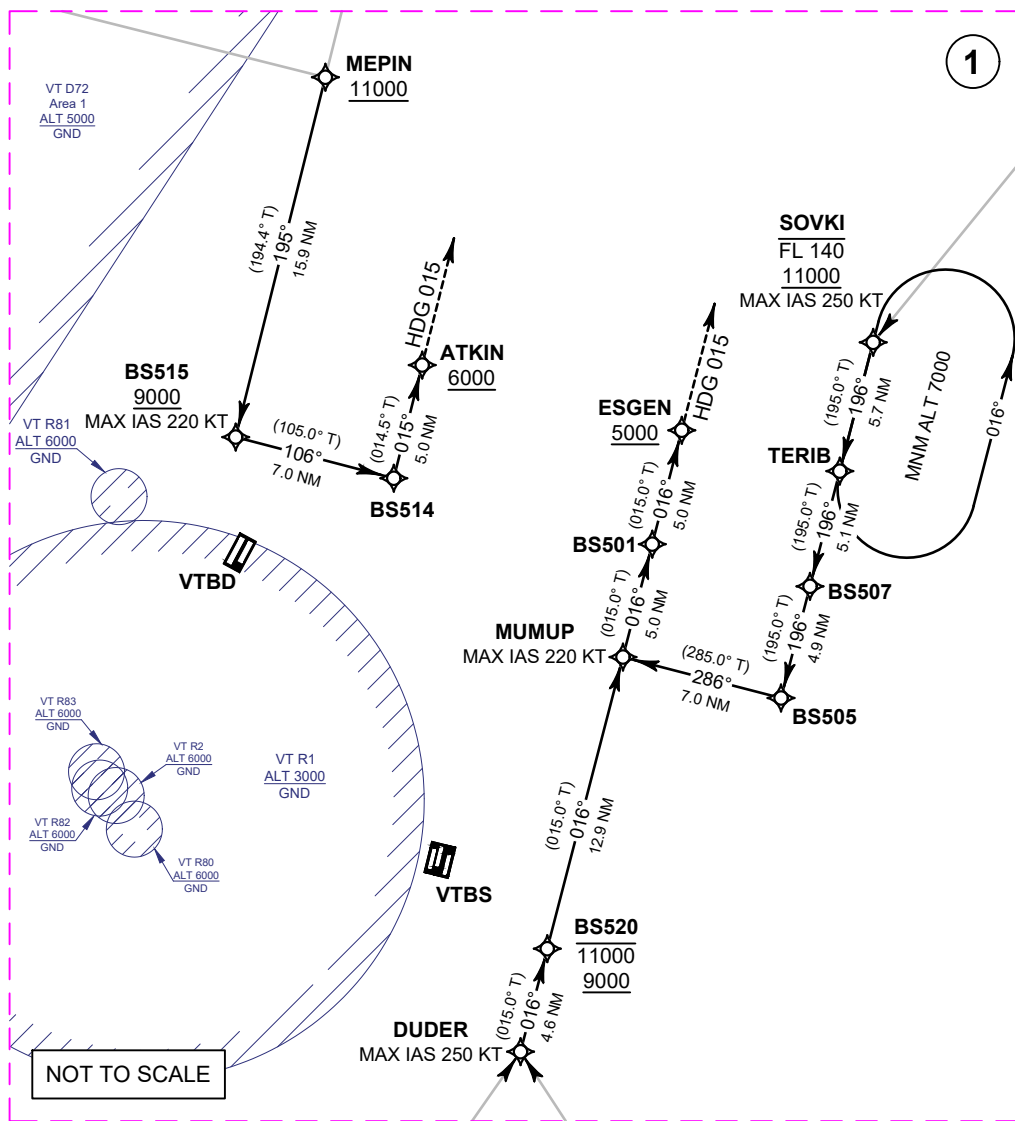 1
MEPIN
11000
VT D72
Area 1
ALT 5000
GND
(194.4° T)
195°
15.9 NM
SOVKI
FL 140
11000
MAX IAS 250 KT
HDG 015
ATKIN
6000
BS515
9000
MAX IAS 220 KT
(105.0° T)
106°
7.0 NM
(014.5° T)
015°
5.0 NM
BS514
VT R81
ALT 6000
GND
HDG 015
ESGEN
5000
(195.0° T)
196°
5.7 NM
MNM ALT 7000
016°
TERIB
(015.0° T)
016°
5.0 NM
(195.0° T)
196°
5.1 NM
BS501
BS507
VTBD
(015.0° T)
016°
5.0 NM
(195.0° T)
196°
4.9 NM
MUMUP
MAX IAS 220 KT
(285.0° T)
286°
7.0 NM
BS505
VT R83
ALT 6000
GND
VT R2
ALT 6000
GND
VT R1
ALT 3000
GND
VT R82
ALT 6000
GND
VT R80
ALT 6000
GND
(015.0° T)
016°
12.9 NM
VTBS
BS520
11000
9000
(015.0° T)
016°
4.6 NM
DUDER
MAX IAS 250 KT
NOT TO SCALE